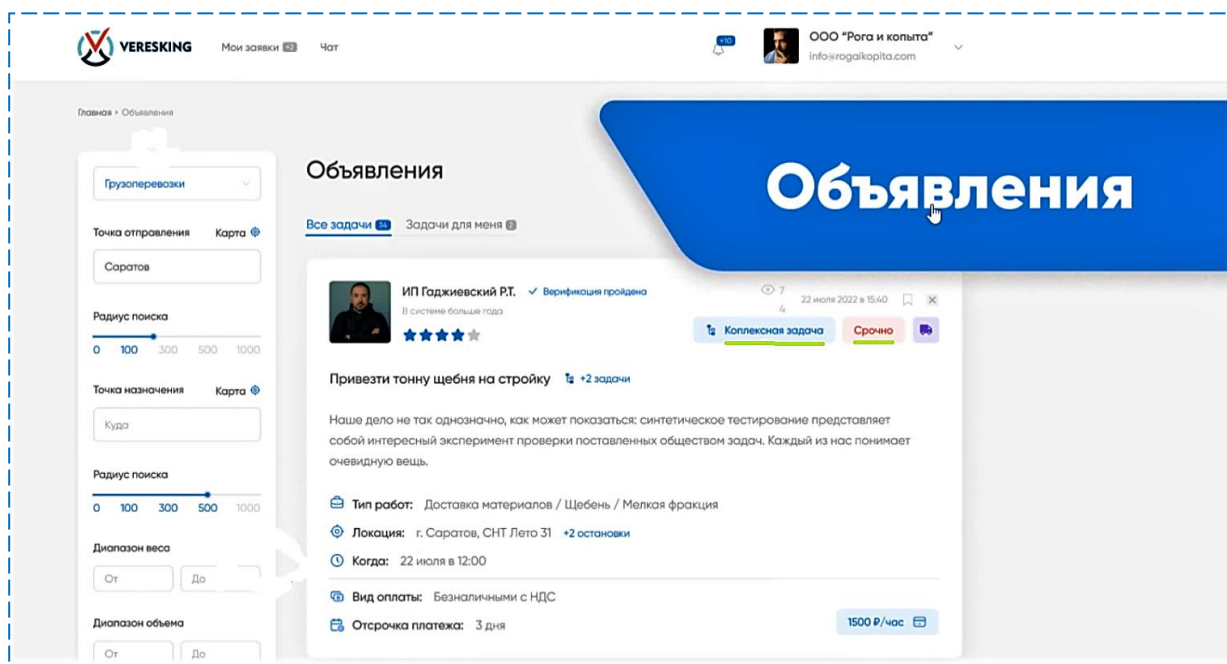 VERESKING
Мои заявки +3
Чат
+10
ООО "Рога и копыта"
info@rogaikopita.com
Главная • Объявления
Объявления
Грузоперевозки
Точка отправления Карта
Саратов
Радиус поиска
0 100 300 500 1000
Точка назначения Карта
Куда
Радиус поиска
0 100 300 500 1000
Диапазон веса
От До
Диапазон объема
От До
Объявления
Все задачи 14 Задачи для меня 2
ИП Гаджиевский Р.Т. Верификация пройдена
В системе больше года
74
22 июля 2022 в 15:40
Коплексная задача Срочно
Привезти тонну щебня на стройку +2 задачи
Наше дело не так однозначно, как может показаться: синтетическое тестирование представляет
собой интересный эксперимент проверки поставленных обществом задач. Каждый из нас понимает
очевидную вещь.
Тип работ: Доставка материалов / Щебень / Мелкая фракция
Локация: г. Саратов, СНТ Лето 31 +2 остановки
Когда: 22 июля в 12:00
Вид оплаты: Безналичными с НДС
Отсрочка платежа: 3 дня
1500 ₽/час